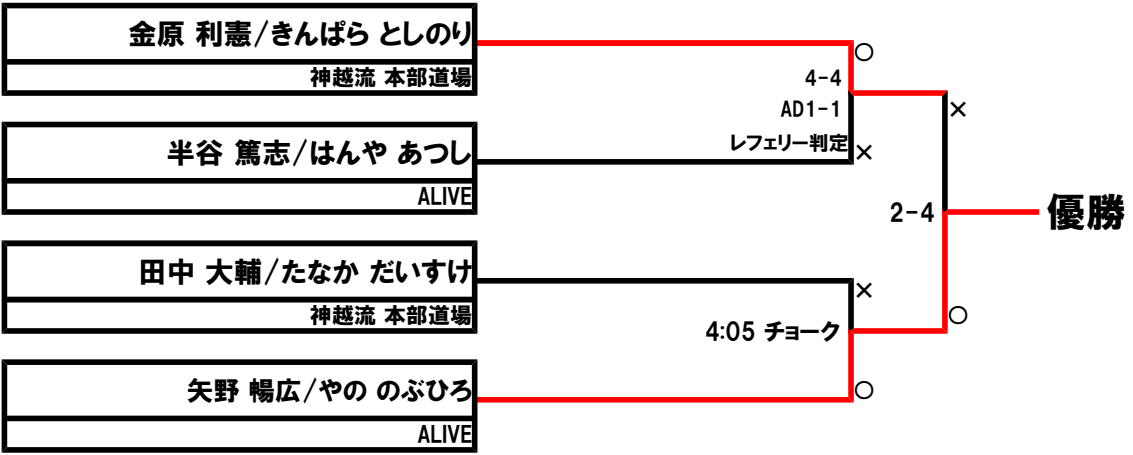 金原 利憲/きんぱら としのり
神越流 本部道場
半谷 篤志/はんや あつし
ALIVE
田中 大輔/たなか だいすけ
神越流 本部道場
矢野 暢広/やの のぶひろ
ALIVE
○
4-4
AD1-1
レフェリー判定
×
×
4:05 チョーク
○
×
2-4
○
優勝